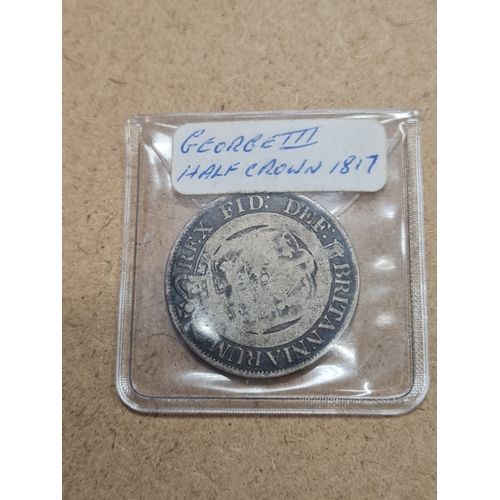 GEORGE III
HALF CROWN 1817
BRITANNIARUM REX FID: DEF: